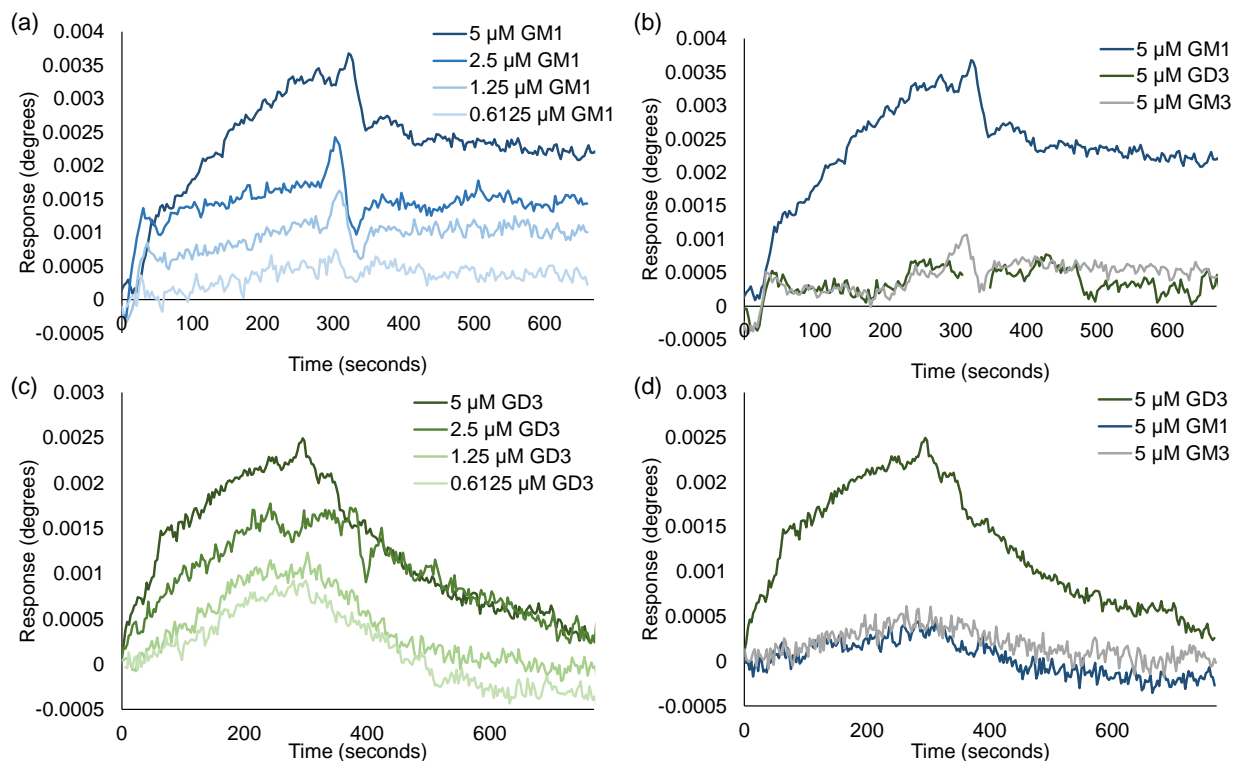 (a)
0.004
0.0035
0.003
0.0025
0.002
0.0015
0.001
0.0005
0
-0.0005
Response (degrees)
0 100 200 300 400 500 600
Time (seconds)
5 µM GM1
2.5 µM GM1
1.25 µM GM1
0.6125 µM GM1
(b)
0.004
0.0035
0.003
0.0025
0.002
0.0015
0.001
0.0005
0
-0.0005
Response (degrees)
0 100 200 300 400 500 600
Time (seconds)
5 µM GM1
5 µM GD3
5 µM GM3
(c)
0.003
0.0025
0.002
0.0015
0.001
0.0005
0
-0.0005
Response (degrees)
0 200 400 600
Time (seconds)
5 µM GD3
2.5 µM GD3
1.25 µM GD3
0.6125 µM GD3
(d)
0.003
0.0025
0.002
0.0015
0.001
0.0005
0
-0.0005
Response (degrees)
0 200 400 600
Time (seconds)
5 µM GD3
5 µM GM1
5 µM GM3